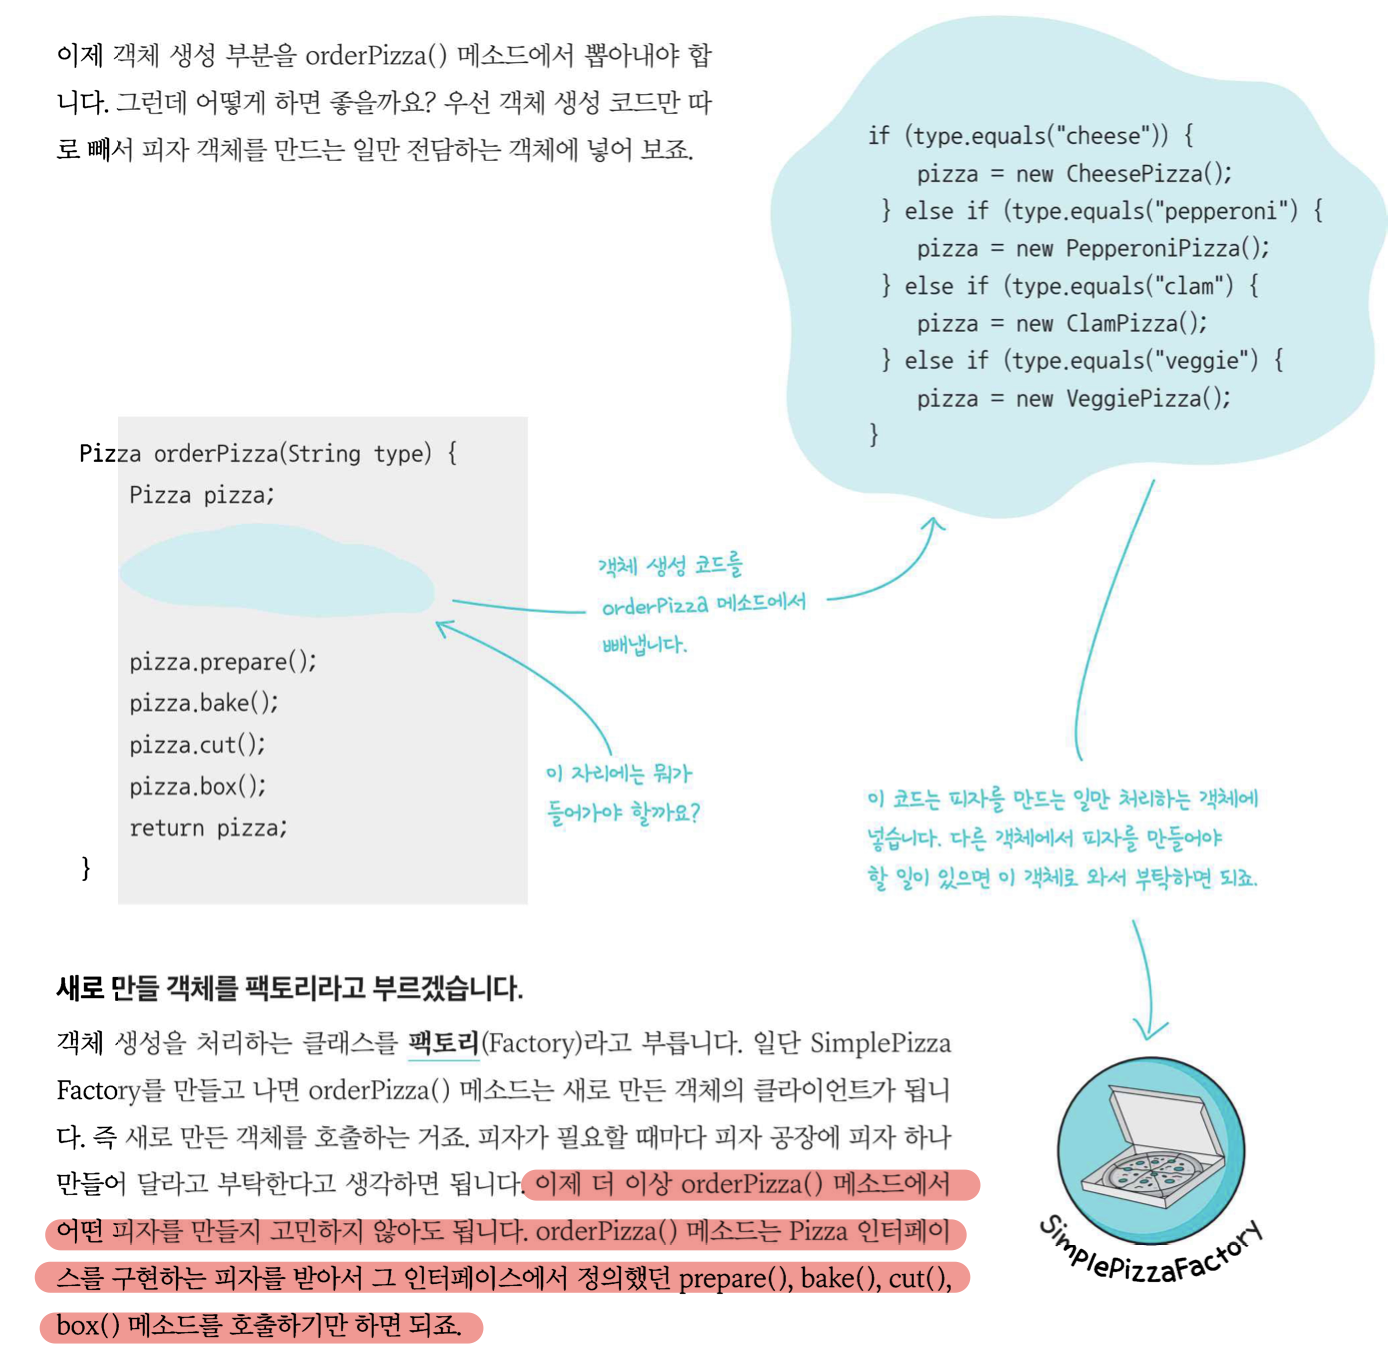 이제 객체 생성 부분을 orderPizza() 메소드에서 뽑아내야 합
니다. 그런데 어떻게 하면 좋을까요? 우선 객체 생성 코드만 따
로 빼서 피자 객체를 만드는 일만 전담하는 객체에 넣어 보죠.
if (type.equals("cheese")) {
    pizza = new CheesePizza();
} else if (type.equals("pepperoni") {
    pizza = new PepperoniPizza();
} else if (type.equals("clam") {
    pizza = new ClamPizza();
} else if (type.equals("veggie") {
    pizza = new VeggiePizza();
}
Pizza orderPizza(String type) {
    Pizza pizza;
    pizza.prepare();
    pizza.bake();
    pizza.cut();
    pizza.box();
    return pizza;
}
객체 생성 코드를
orderPizza 메소드에서
빼냅니다.
이 자리에는 뭐가
들어가야 할까요?
이 코드는 피자를 만드는 일만 처리하는 객체에
넣습니다. 다른 객체에서 피자를 만들어야
할 일이 있으면 이 객체로 와서 부탁하면 되죠.
새로 만들 객체를 팩토리라고 부르겠습니다.
객체 생성을 처리하는 클래스를 팩토리(Factory)라고 부릅니다. 일단 SimplePizza
Factory를 만들고 나면 orderPizza() 메소드는 새로 만든 객체의 클라이언트가 됩니
다. 즉 새로 만든 객체를 호출하는 거죠. 피자가 필요할 때마다 피자 공장에 피자 하나
만들어 달라고 부탁한다고 생각하면 됩니다. 이제 더 이상 orderPizza() 메소드에서
어떤 피자를 만들지 고민하지 않아도 됩니다. orderPizza() 메소드는 Pizza 인터페이
스를 구현하는 피자를 받아서 그 인터페이스에서 정의했던 prepare(), bake(), cut(),
box() 메소드를 호출하기만 하면 되죠.
SimplePizzaFactory